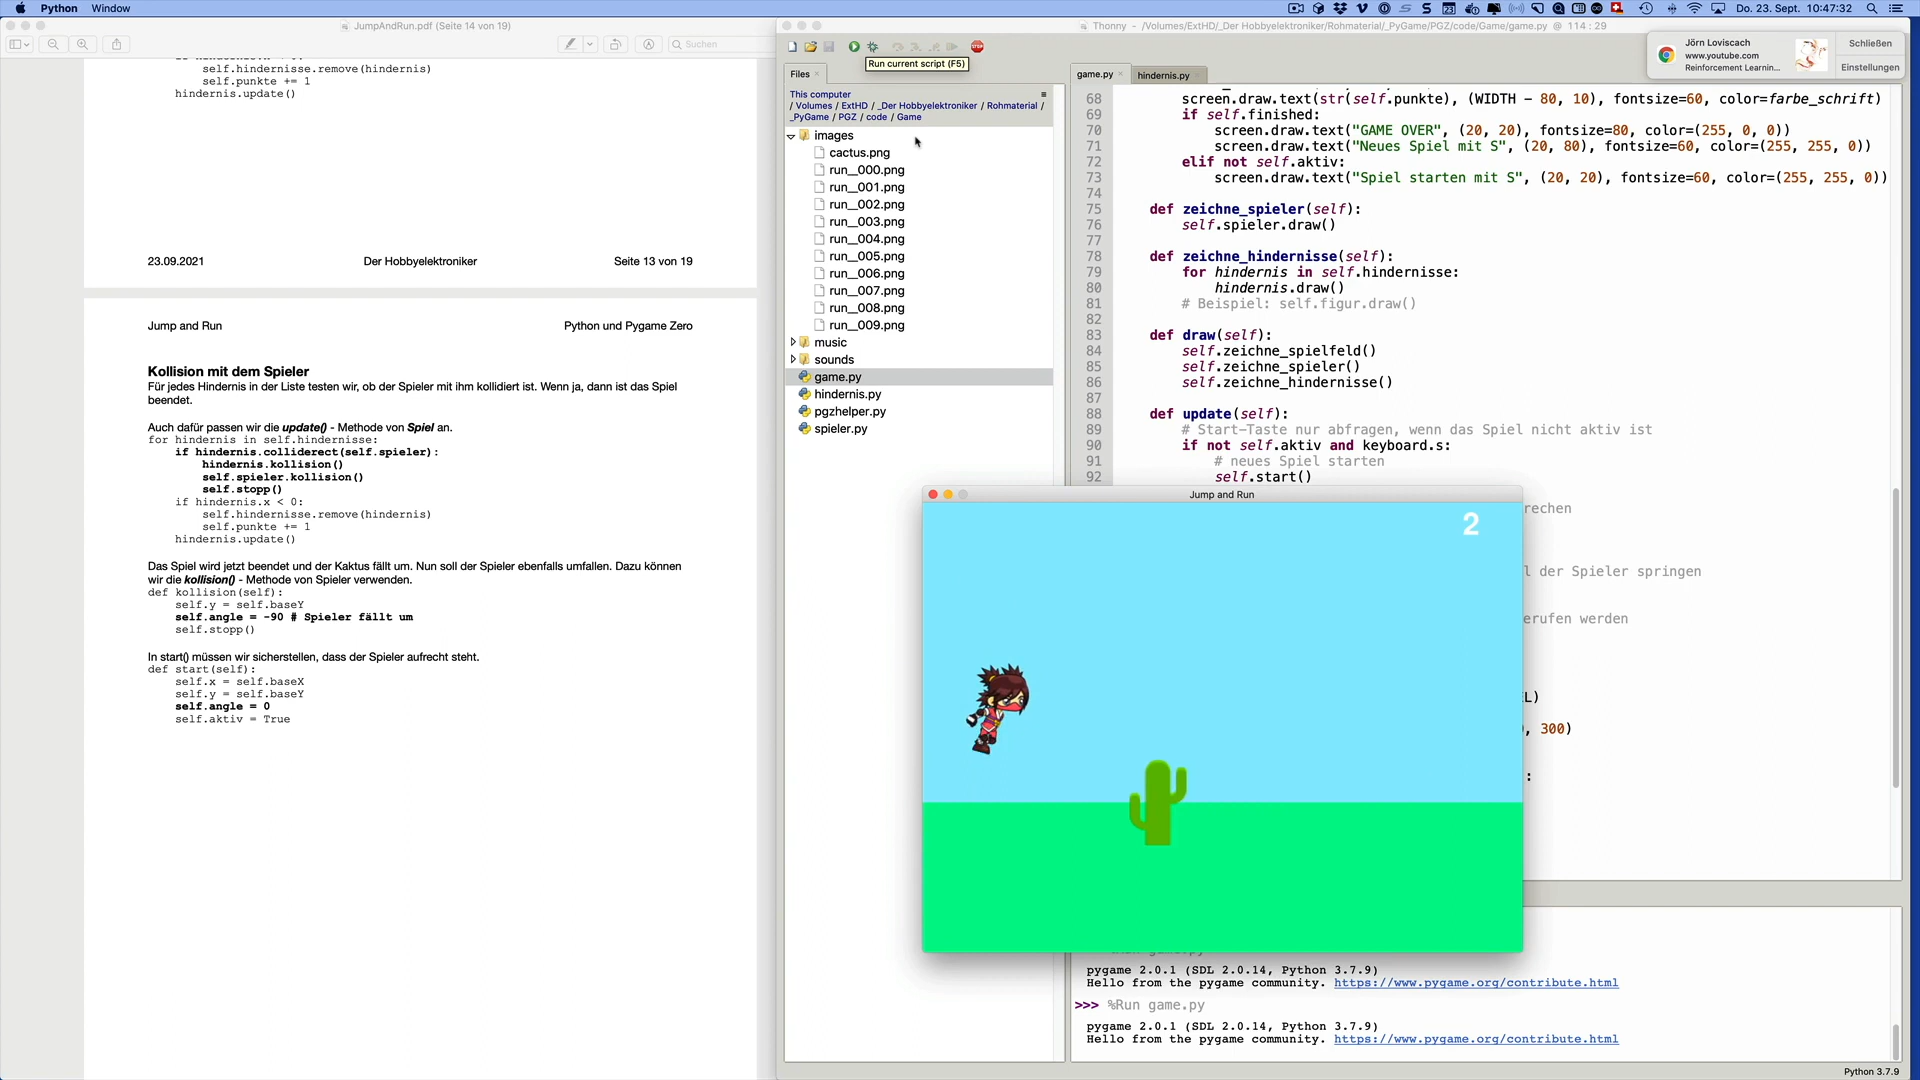 Python Window
Do. 23. Sept. 10:47:32
JumpAndRun.pdf (Seite 14 von 19)
Suchen
self.hindernisse.remove(hindernis)
self.punkte += 1
hindernis.update()
23.09.2021 Der Hobbyelektroniker Seite 13 von 19
Jump and Run Python und Pygame Zero
Kollision mit dem Spieler
Für jedes Hindernis in der Liste testen wir, ob der Spieler mit ihm kollidiert ist. Wenn ja, dann ist das Spiel
beendet.
Auch dafür passen wir die update() - Methode von Spiel an.
for hindernis in self.hindernisse:
if hindernis.colliderect(self.spieler):
hindernis.kollision()
self.spieler.kollision()
self.stopp()
if hindernis.x < 0:
self.hindernisse.remove(hindernis)
self.punkte += 1
hindernis.update()
Das Spiel wird jetzt beendet und der Kaktus fällt um. Nun soll der Spieler ebenfalls umfallen. Dazu können
wir die kollision() - Methode von Spieler verwenden.
def kollision(self):
self.y = self.baseY
self.angle = -90 # Spieler fällt um
self.stopp()
In start() müssen wir sicherstellen, dass der Spieler aufrecht steht.
def start(self):
self.x = self.baseX
self.y = self.baseY
self.angle = 0
self.aktiv = True
Thonny - /Volumes/ExtHD/_Der Hobbyelektroniker/Rohmaterial/_PyGame/PGZ/code/Game/game.py @ 114 : 29
Run current script (F5)
Jörn Loviscach
www.youtube.com
Reinforcement Learnin...
Schließen
Einstellungen
Files
This computer
/ Volumes / ExtHD / _Der Hobbyelektroniker / Rohmaterial /
_PyGame / PGZ / code / Game
images
cactus.png
run__000.png
run__001.png
run__002.png
run__003.png
run__004.png
run__005.png
run__006.png
run__007.png
run__008.png
run__009.png
music
sounds
game.py
hindernis.py
pgzhelper.py
spieler.py
game.py hindernis.py
68 screen.draw.text(str(self.punkte), (WIDTH - 80, 10), fontsize=60, color=farbe_schrift)
69 if self.finished:
70 screen.draw.text("GAME OVER", (20, 20), fontsize=80, color=(255, 0, 0))
71 screen.draw.text("Neues Spiel mit S", (20, 80), fontsize=60, color=(255, 255, 0))
72 elif not self.aktiv:
73 screen.draw.text("Spiel starten mit S", (20, 20), fontsize=60, color=(255, 255, 0))
74
75 def zeichne_spieler(self):
76 self.spieler.draw()
77
78 def zeichne_hindernisse(self):
79 for hindernis in self.hindernisse:
80 hindernis.draw()
81 # Beispiel: self.figur.draw()
82
83 def draw(self):
84 self.zeichne_spielfeld()
85 self.zeichne_spieler()
86 self.zeichne_hindernisse()
87
88 def update(self):
89 # Start-Taste nur abfragen, wenn das Spiel nicht aktiv ist
90 if not self.aktiv and keyboard.s:
91 # neues Spiel starten
92 self.start()
Jump and Run
2
rechen
l der Spieler springen
erufen werden
L)
, 300)
:
pygame 2.0.1 (SDL 2.0.14, Python 3.7.9)
Hello from the pygame community. https://www.pygame.org/contribute.html
>>> %Run game.py
pygame 2.0.1 (SDL 2.0.14, Python 3.7.9)
Hello from the pygame community. https://www.pygame.org/contribute.html
Python 3.7.9